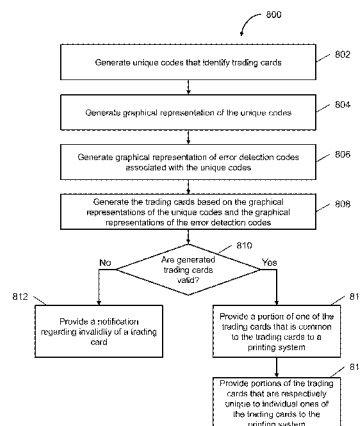 800
Generate unique codes that identify trading cards
802
Generate graphical representation of the unique codes
804
Generate graphical representation of error detection codes
associated with the unique codes
806
Generate the trading cards based on the graphical
representations of the unique codes and the graphical
representations of the error detection codes
808
810
Are generated
trading cards
valid?
No
Yes
812
Provide a notification
regarding invalidity of a trading
card
81
Provide a portion of one of the
trading cards that is common
to the trading cards to a
printing system
81
Provide portions of the trading
cards that are respectively
unique to individual ones of
the trading cards to the
printing system